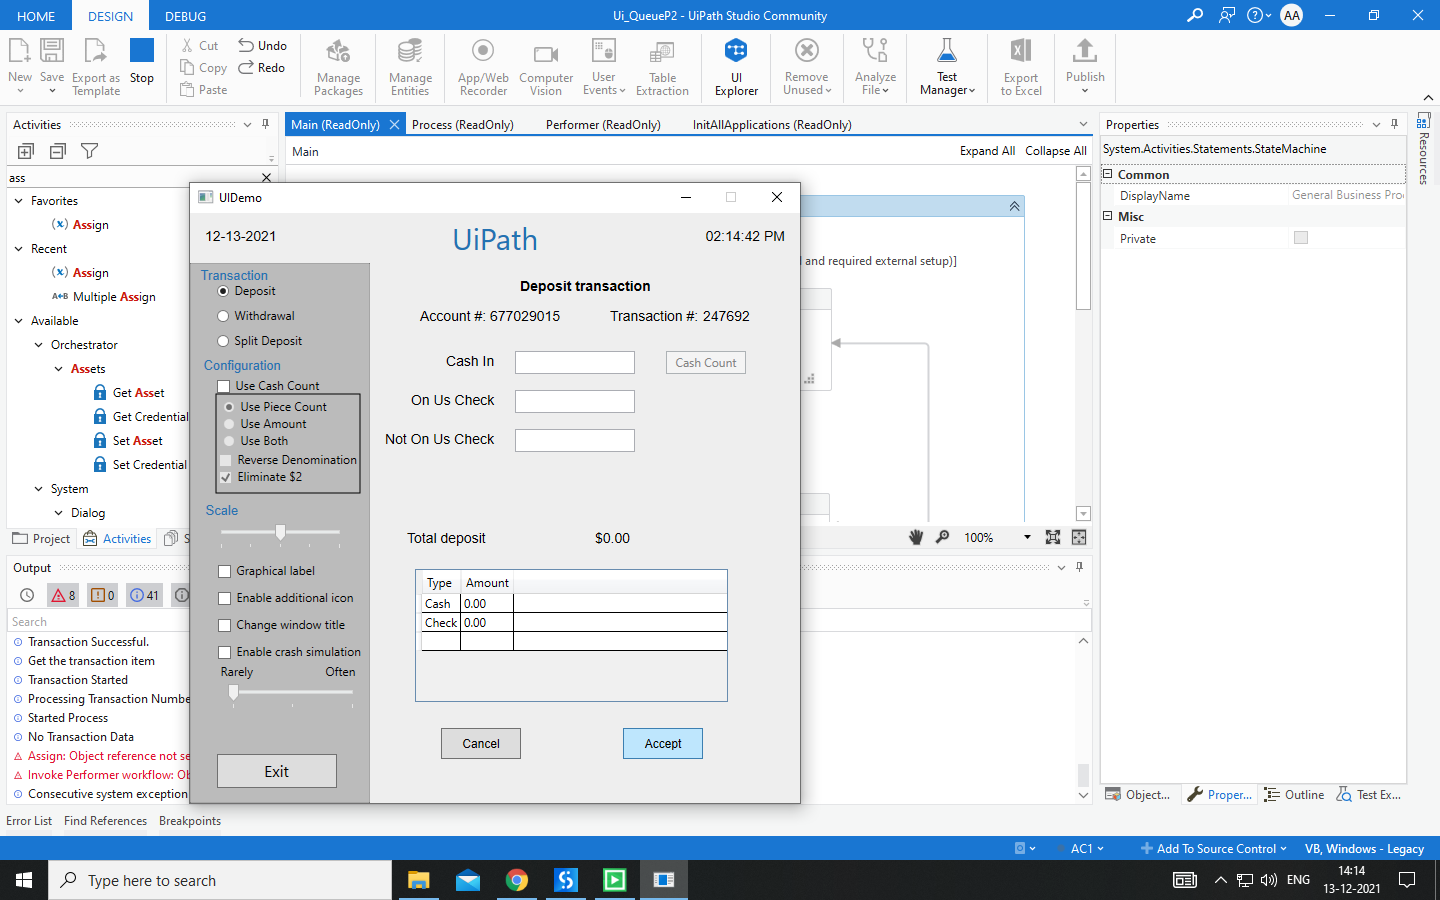 HOME DESIGN DEBUG
Ui_QueueP2 - UiPath Studio Community
AA
New
Save
Export as Template
Stop
Cut
Copy
Paste
Undo
Redo
Manage Packages
Manage Entities
App/Web Recorder
Computer Vision
User Events
Table Extraction
UI Explorer
Remove Unused
Analyze File
Test Manager
Export to Excel
Publish
Activities
ass
Favorites
Assign
Recent
Assign
Multiple Assign
Available
Orchestrator
Assets
Get Asset
Get Credential
Set Asset
Set Credential
System
Dialog
Project
Activities
S
Main (ReadOnly)
Process (ReadOnly)
Performer (ReadOnly)
InitAllApplications (ReadOnly)
Main
Expand All Collapse All
l and required external setup)]
100%
Properties
System.Activities.Statements.StateMachine
Common
DisplayName General Business Pro
Misc
Private
Resources
Object...
Proper...
Outline
Test Ex...
UIDemo
12-13-2021
UiPath
02:14:42 PM
Transaction
Deposit
Withdrawal
Split Deposit
Configuration
Use Cash Count
Use Piece Count
Use Amount
Use Both
Reverse Denomination
Eliminate $2
Scale
Graphical label
Enable additional icon
Change window title
Enable crash simulation
Rarely Often
Exit
Deposit transaction
Account #: 677029015 Transaction #: 247692
Cash In
Cash Count
On Us Check
Not On Us Check
Total deposit $0.00
Type Amount
Cash 0.00
Check 0.00
Cancel
Accept
Output
8
0
41
Search
Transaction Successful.
Get the transaction item
Transaction Started
Processing Transaction Numbe
Started Process
No Transaction Data
Assign: Object reference not se
Invoke Performer workflow: Ob
Consecutive system exception
Error List Find References Breakpoints
AC1
Add To Source Control
VB, Windows - Legacy
Type here to search
ENG
14:14
13-12-2021